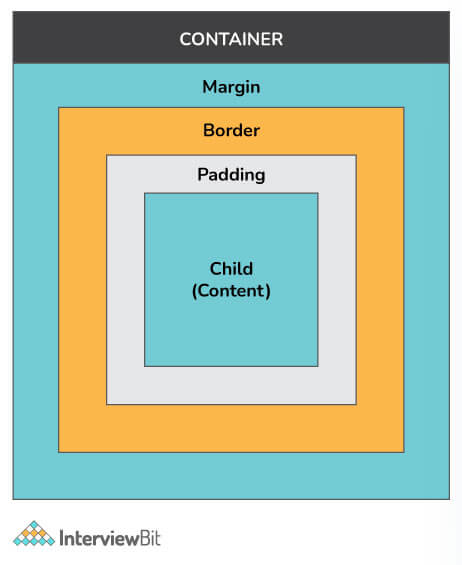 CONTAINER
Margin
Border
Padding
Child
(Content)
InterviewBit